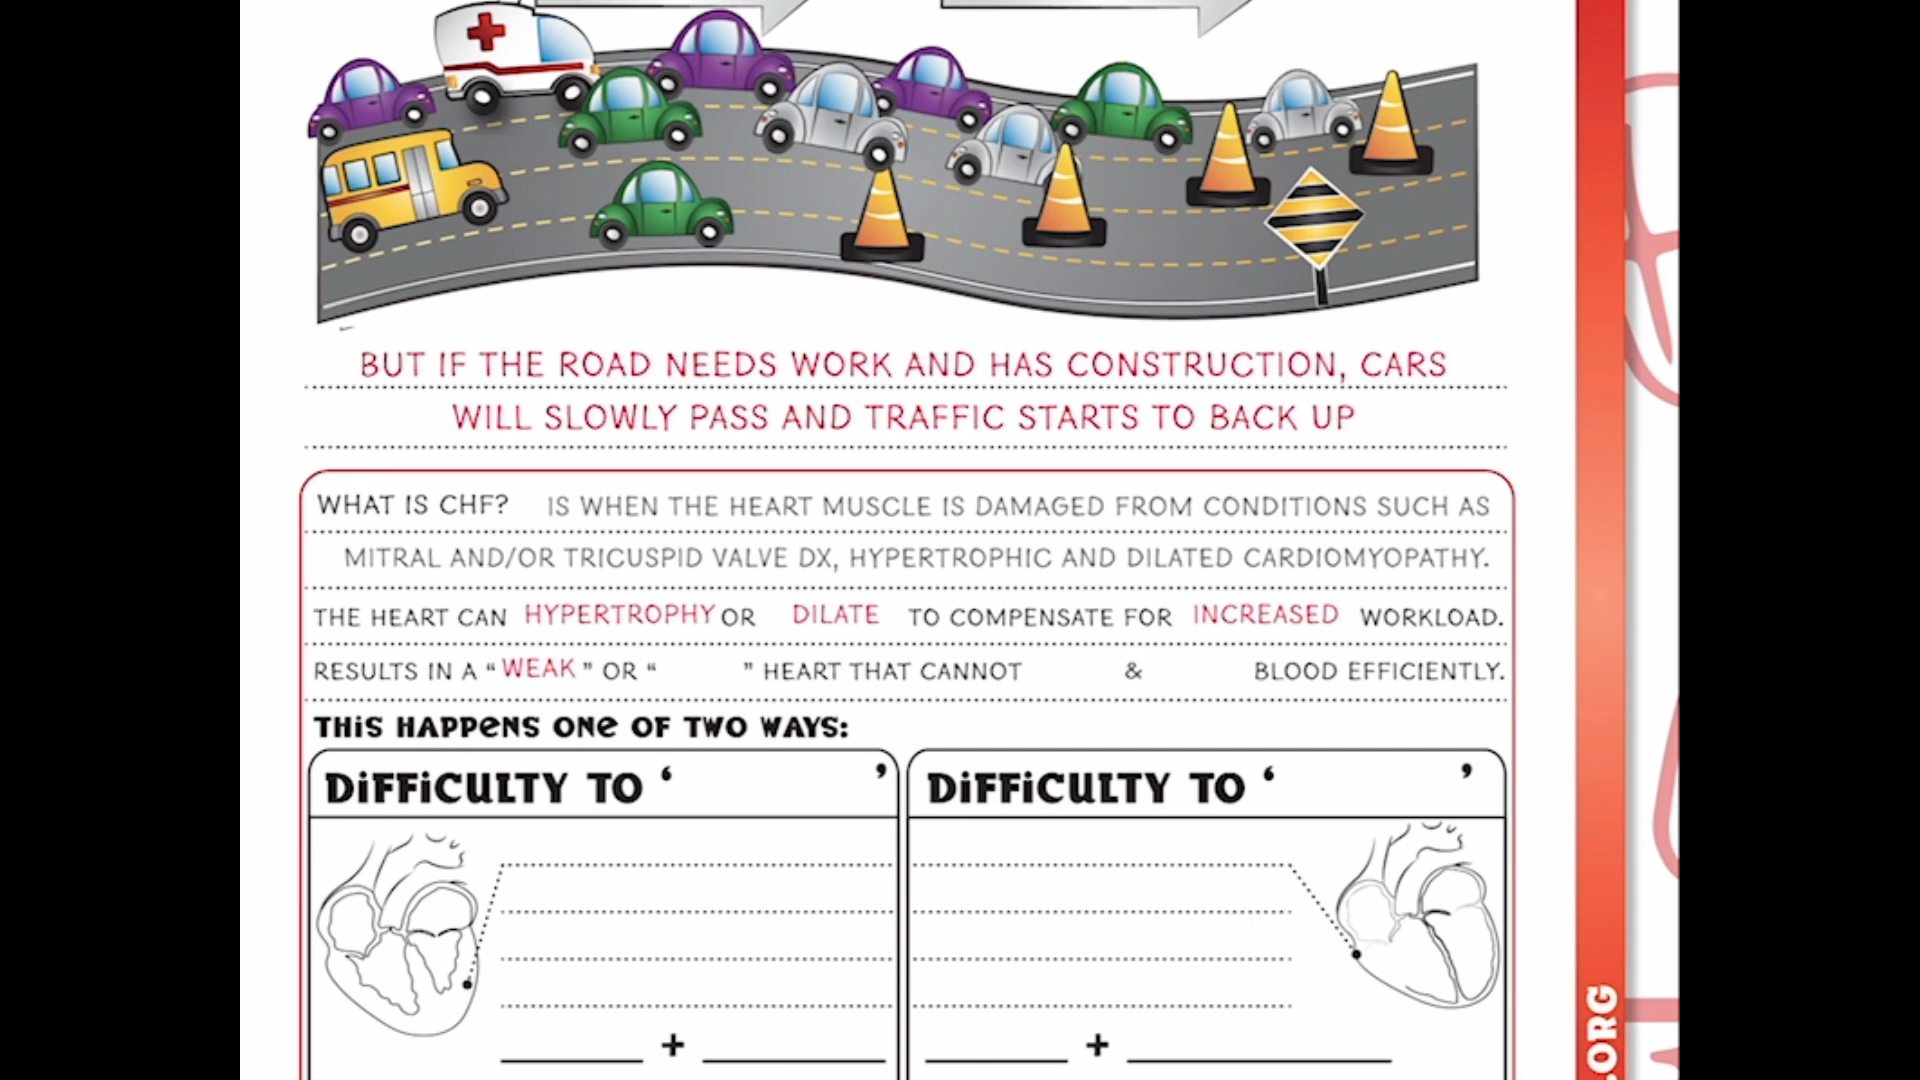 BUT IF THE ROAD NEEDS WORK AND HAS CONSTRUCTION, CARS
WILL SLOWLY PASS AND TRAFFIC STARTS TO BACK UP
WHAT IS CHF? IS WHEN THE HEART MUSCLE IS DAMAGED FROM CONDITIONS SUCH AS
MITRAL AND/OR TRICUSPID VALVE DX, HYPERTROPHIC AND DILATED CARDIOMYOPATHY.
THE HEART CAN HYPERTROPHY OR DILATE TO COMPENSATE FOR INCREASED WORKLOAD.
RESULTS IN A “ WEAK ” OR “ ” HEART THAT CANNOT & BLOOD EFFICIENTLY.
THiS HAPPeNS ONe OF TWO WAYS:
DiFFiCULTY TO ‘ ’
DiFFiCULTY TO ‘ ’
+
+
.ORG